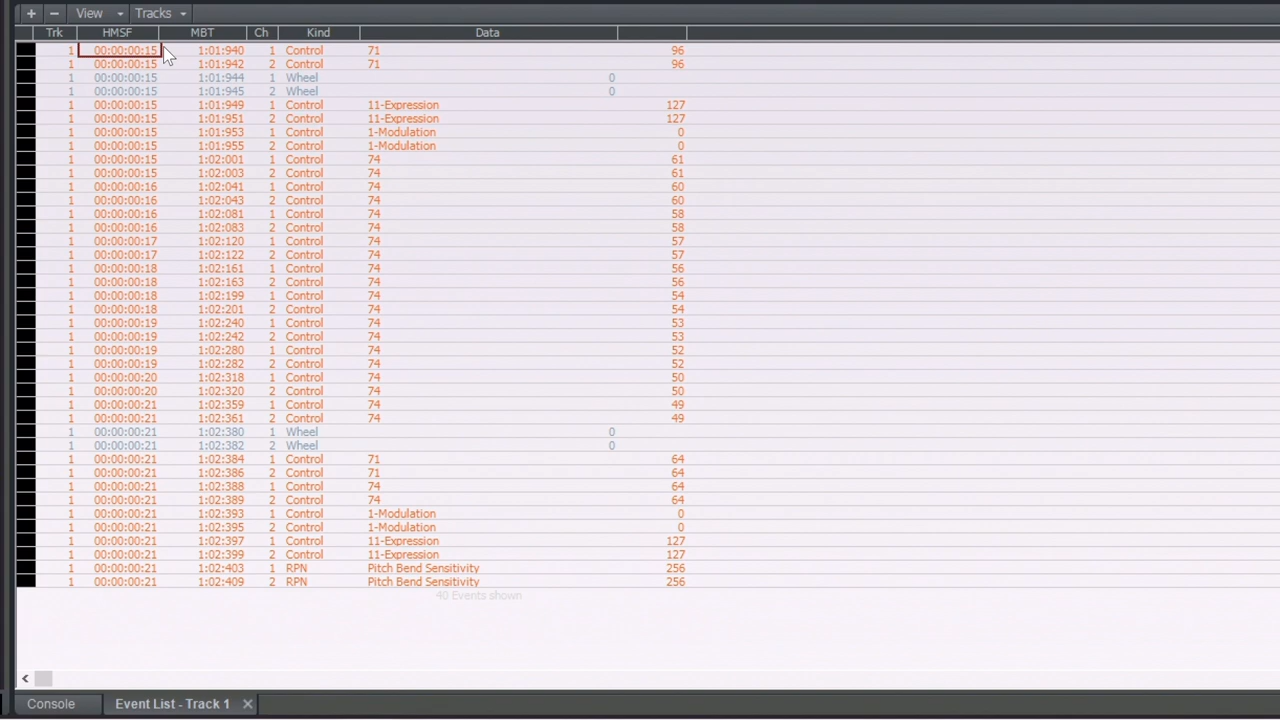 + − View Tracks
Trk HMSF MBT Ch Kind Data
1 00:00:00:15 1:01:940 1 Control 71 96
1 00:00:00:15 1:01:942 2 Control 71 96
1 00:00:00:15 1:01:944 1 Wheel 0
1 00:00:00:15 1:01:945 2 Wheel 0
1 00:00:00:15 1:01:949 1 Control 11-Expression 127
1 00:00:00:15 1:01:951 2 Control 11-Expression 127
1 00:00:00:15 1:01:953 1 Control 1-Modulation 0
1 00:00:00:15 1:01:955 2 Control 1-Modulation 0
1 00:00:00:15 1:02:001 1 Control 74 61
1 00:00:00:15 1:02:003 2 Control 74 61
1 00:00:00:16 1:02:041 1 Control 74 60
1 00:00:00:16 1:02:043 2 Control 74 60
1 00:00:00:16 1:02:081 1 Control 74 58
1 00:00:00:16 1:02:083 2 Control 74 58
1 00:00:00:17 1:02:120 1 Control 74 57
1 00:00:00:17 1:02:122 2 Control 74 57
1 00:00:00:18 1:02:161 1 Control 74 56
1 00:00:00:18 1:02:163 2 Control 74 56
1 00:00:00:18 1:02:199 1 Control 74 54
1 00:00:00:18 1:02:201 2 Control 74 54
1 00:00:00:19 1:02:240 1 Control 74 53
1 00:00:00:19 1:02:242 2 Control 74 53
1 00:00:00:19 1:02:280 1 Control 74 52
1 00:00:00:19 1:02:282 2 Control 74 52
1 00:00:00:20 1:02:318 1 Control 74 50
1 00:00:00:20 1:02:320 2 Control 74 50
1 00:00:00:21 1:02:359 1 Control 74 49
1 00:00:00:21 1:02:361 2 Control 74 49
1 00:00:00:21 1:02:380 1 Wheel 0
1 00:00:00:21 1:02:382 2 Wheel 0
1 00:00:00:21 1:02:384 1 Control 71 64
1 00:00:00:21 1:02:386 2 Control 71 64
1 00:00:00:21 1:02:388 1 Control 74 64
1 00:00:00:21 1:02:389 2 Control 74 64
1 00:00:00:21 1:02:393 1 Control 1-Modulation 0
1 00:00:00:21 1:02:395 2 Control 1-Modulation 0
1 00:00:00:21 1:02:397 1 Control 11-Expression 127
1 00:00:00:21 1:02:399 2 Control 11-Expression 127
1 00:00:00:21 1:02:403 1 RPN Pitch Bend Sensitivity 256
1 00:00:00:21 1:02:409 2 RPN Pitch Bend Sensitivity 256
40 Events shown
Console Event List - Track 1